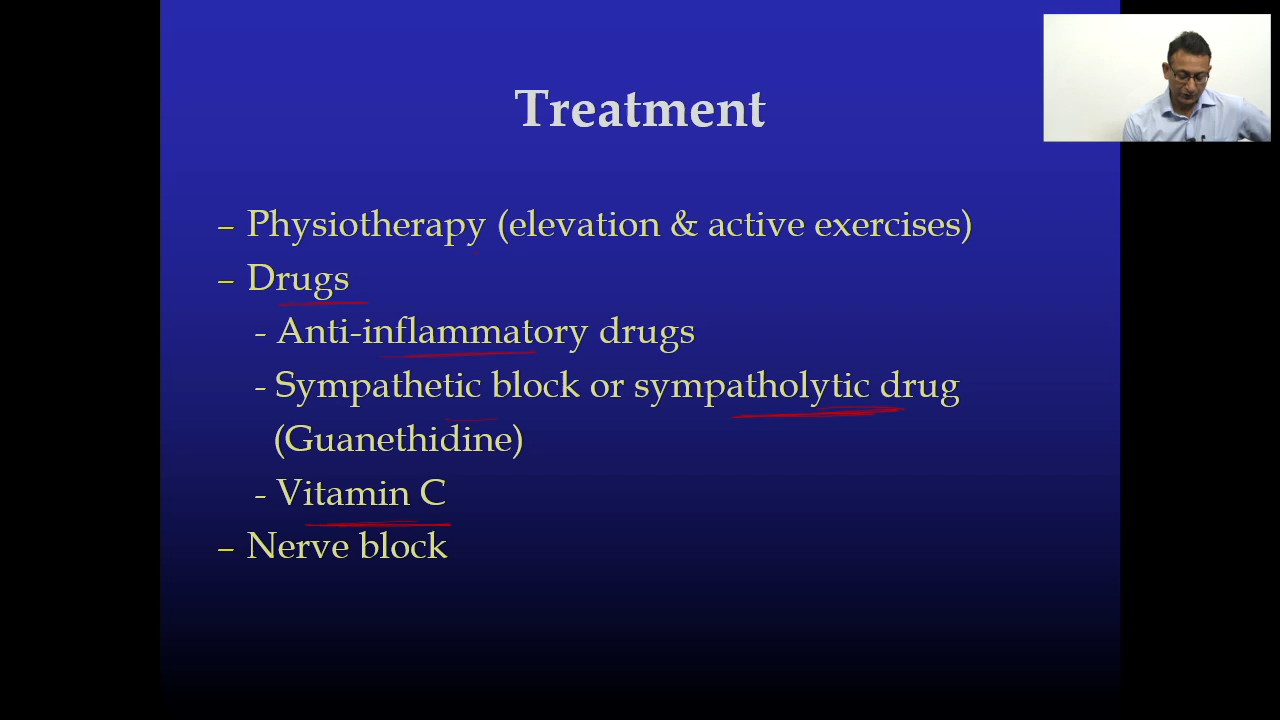 Treatment
– Physiotherapy (elevation & active exercises)
– Drugs
- Anti-inflammatory drugs
- Sympathetic block or sympatholytic drug
(Guanethidine)
- Vitamin C
– Nerve block